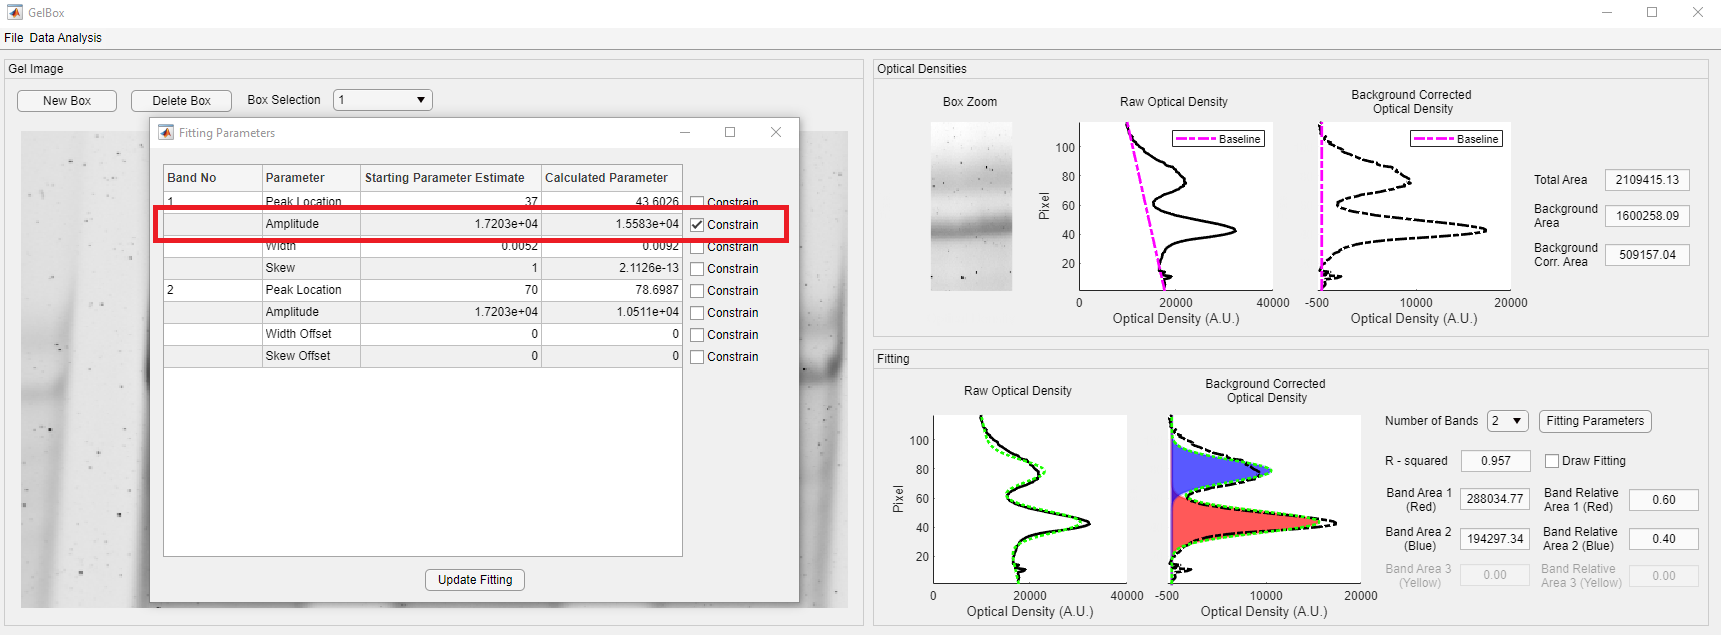 GelBox
File Data Analysis
Gel Image
New Box
Delete Box
Box Selection
1
Fitting Parameters
Band No Parameter Starting Parameter Estimate Calculated Parameter
1 Peak Location 37 43.6026 Constrain
Amplitude 1.7203e+04 1.5583e+04 Constrain
Width 0.0052 0.0092 Constrain
Skew 1 2.1126e-13 Constrain
2 Peak Location 70 78.6987 Constrain
Amplitude 1.7203e+04 1.0511e+04 Constrain
Width Offset 0 0 Constrain
Skew Offset 0 0 Constrain
Update Fitting
Optical Densities
Box Zoom
Raw Optical Density
Baseline
100
80
60
40
20
Pixel
0 20000 40000
Optical Density (A.U.)
Background Corrected
Optical Density
Baseline
-500 10000 20000
Optical Density (A.U.)
Total Area 2109415.13
Background
Area
1600258.09
Background
Corr. Area
509157.04
Fitting
Raw Optical Density
100
80
60
40
20
Pixel
0 20000 40000
Optical Density (A.U.)
Background Corrected
Optical Density
-500 10000 20000
Optical Density (A.U.)
Number of Bands 2 Fitting Parameters
R - squared 0.957 Draw Fitting
Band Area 1
(Red)
288034.77
Band Relative
Area 1 (Red)
0.60
Band Area 2
(Blue)
194297.34
Band Relative
Area 2 (Blue)
0.40
Band Area 3
(Yellow)
0.00
Band Relative
Area 3 (Yellow)
0.00